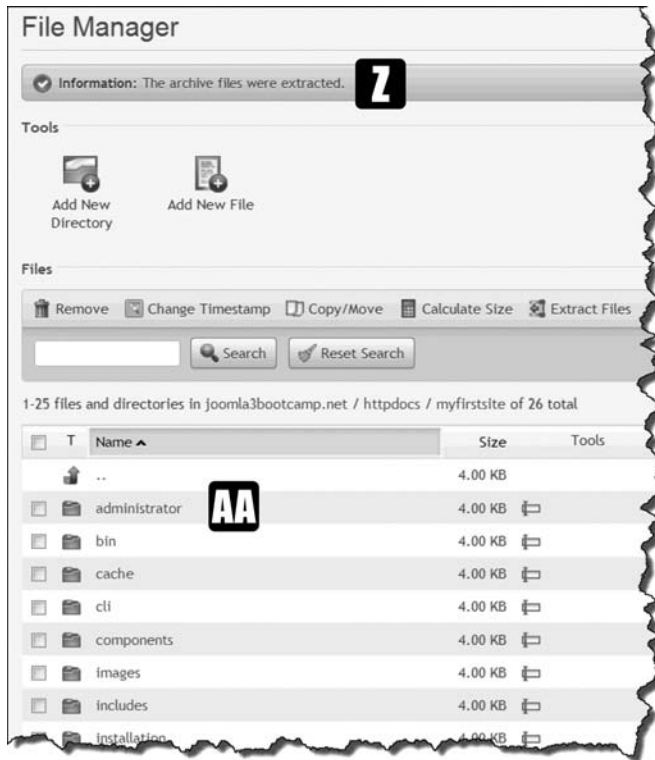 File Manager
Information: The archive files were extracted.
Z
Tools
Add New Directory
Add New File
Files
Remove Change Timestamp Copy/Move Calculate Size Extract Files
Search Reset Search
1-25 files and directories in joomla3bootcamp.net / httpdocs / myfirstsite of 26 total
T Name Size Tools
.. 4.00 KB
administrator AA 4.00 KB
bin 4.00 KB
cache 4.00 KB
cli 4.00 KB
components 4.00 KB
images 4.00 KB
includes 4.00 KB
installation 4.00 KB